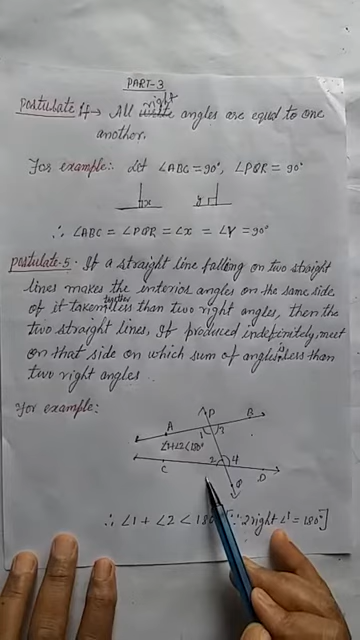 PART-3
Postulate 4→ All right angles are equal to one
another.
For example:- Let ∠ABC = 90°, ∠PQR = 90°
x y
∴ ∠ABC = ∠PQR = ∠x = ∠Y = 90°
Postulate-5: If a straight line falling on two straight
lines makes the interior angles on the same side
of it taken together less than two right angles, then the
two straight lines, if produced indefinitely, meet
on that side on which sum of angles is less than
two right angles.
For example:
P B
A 1 3
∠1+∠2<180°
2 4
C Q D
∴ ∠1 + ∠2 < 180° [∵ 2 right ∠s = 180°]